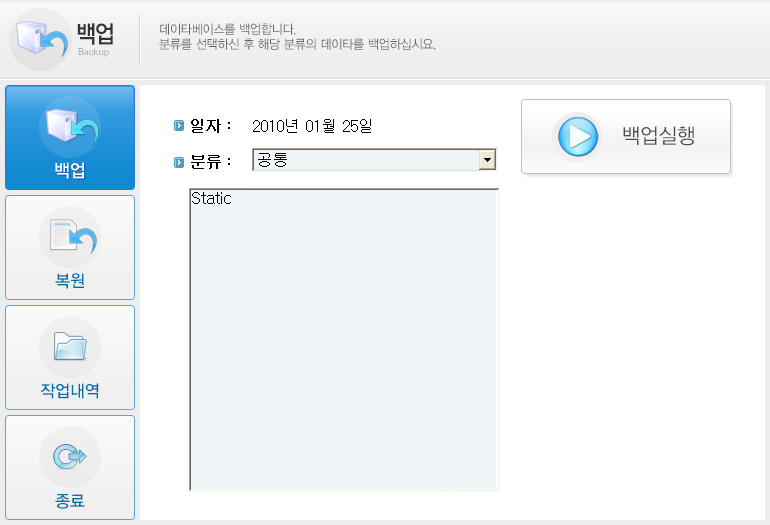 백업
Backup
데이타베이스를 백업합니다.
분류를 선택하신 후 해당 분류의 데이타를 백업하십시요.
백업
복원
작업내역
종료
일자 : 2010년 01월 25일
분류 : 공통
Static
백업실행